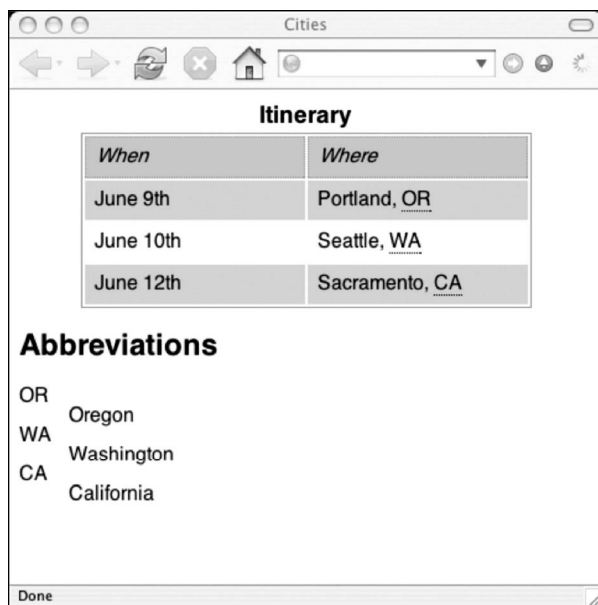 Cities
Itinerary
When Where
June 9th Portland, OR
June 10th Seattle, WA
June 12th Sacramento, CA
Abbreviations
OR
Oregon
WA
Washington
CA
California
Done